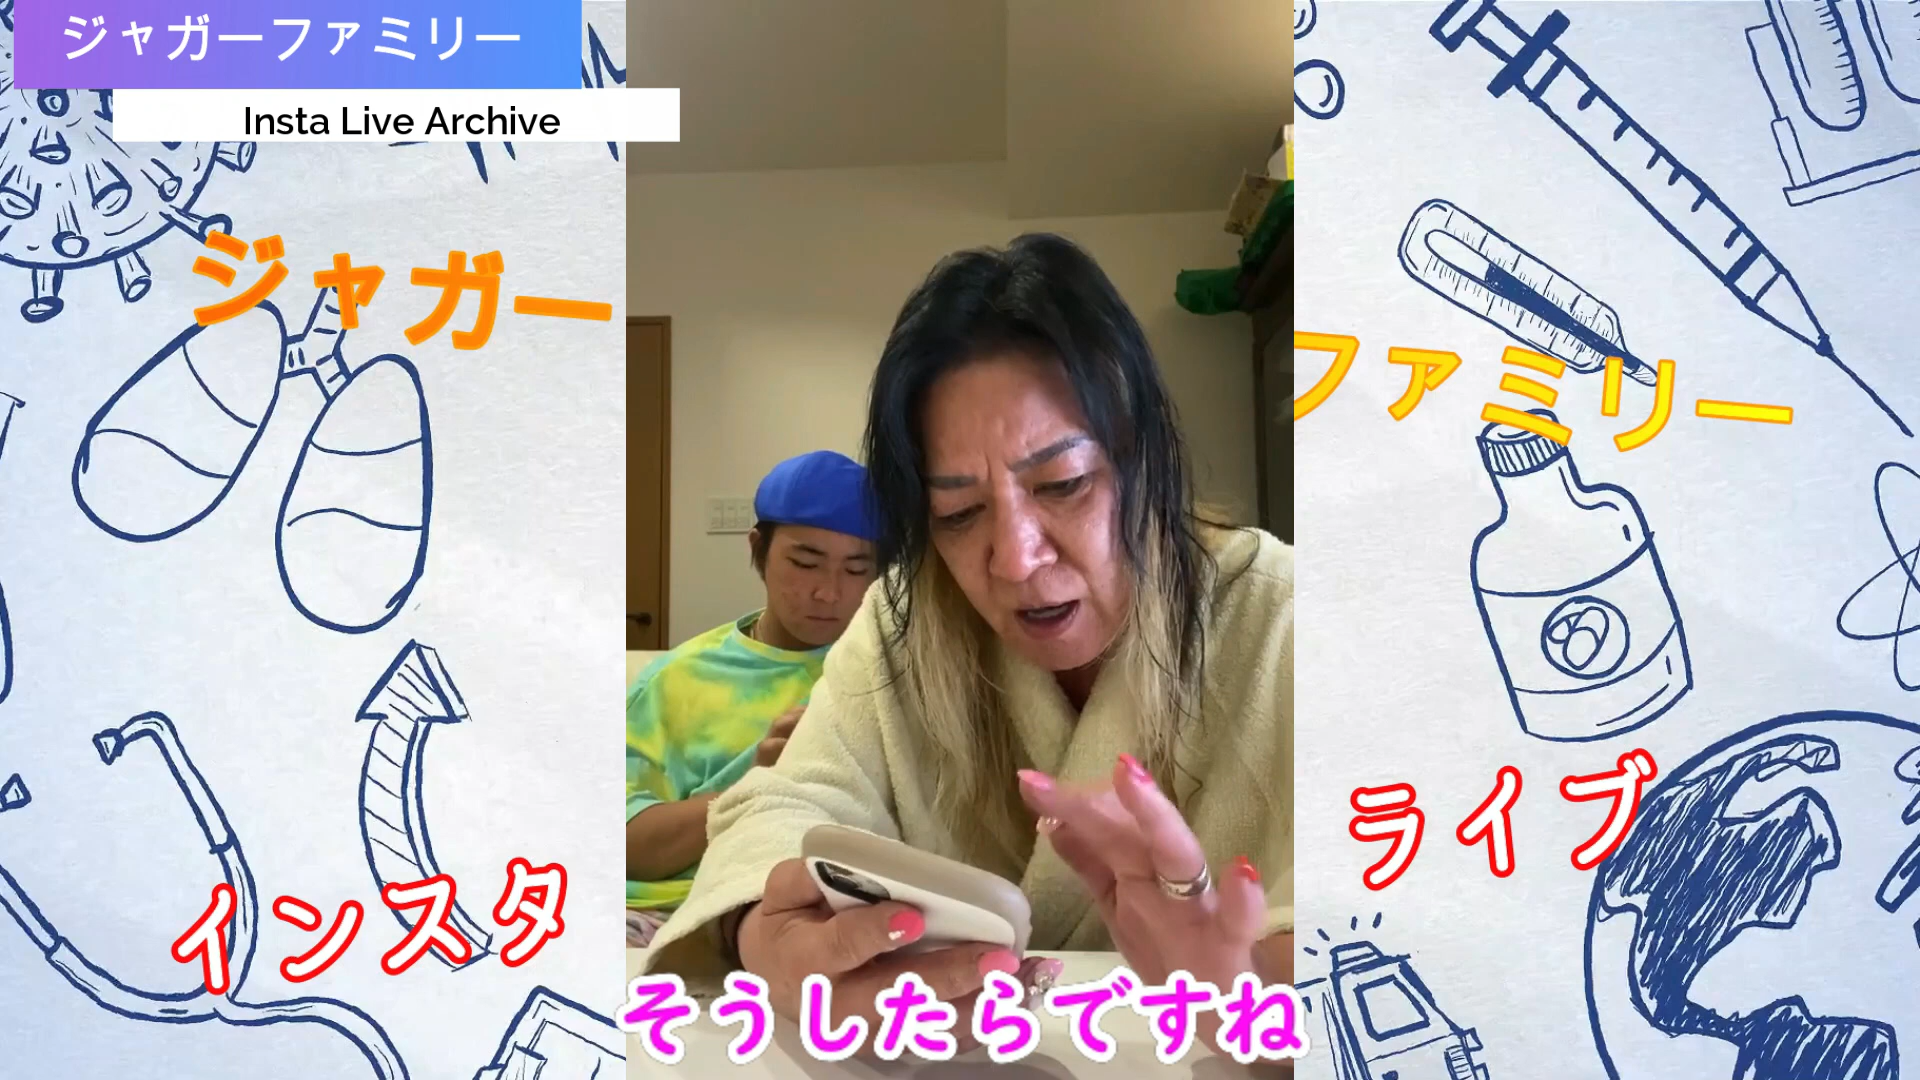 ジャガーファミリー
Insta Live Archive
ジャガー
ファミリー
インスタ
ライブ
そうしたらですね